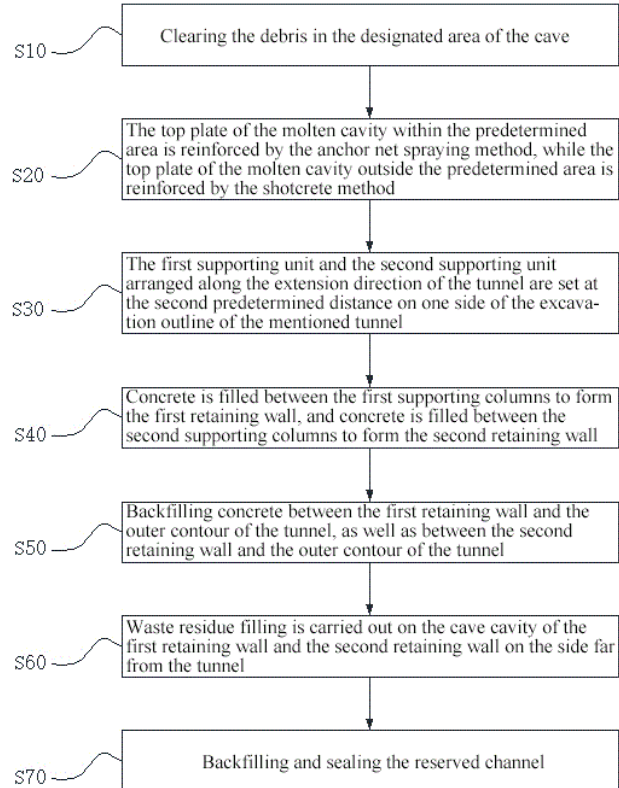 S10
Clearing the debris in the designated area of the cave
S20
The top plate of the molten cavity within the predetermined
area is reinforced by the anchor net spraying method, while the
top plate of the molten cavity outside the predetermined area is
reinforced by the shotcrete method
S30
The first supporting unit and the second supporting unit
arranged along the extension direction of the tunnel are set at
the second predetermined distance on one side of the excava-
tion outline of the mentioned tunnel
S40
Concrete is filled between the first supporting columns to form
the first retaining wall, and concrete is filled between the
second supporting columns to form the second retaining wall
S50
Backfilling concrete between the first retaining wall and the
outer contour of the tunnel, as well as between the second
retaining wall and the outer contour of the tunnel
S60
Waste residue filling is carried out on the cave cavity of the
first retaining wall and the second retaining wall on the side far
from the tunnel
S70
Backfilling and sealing the reserved channel